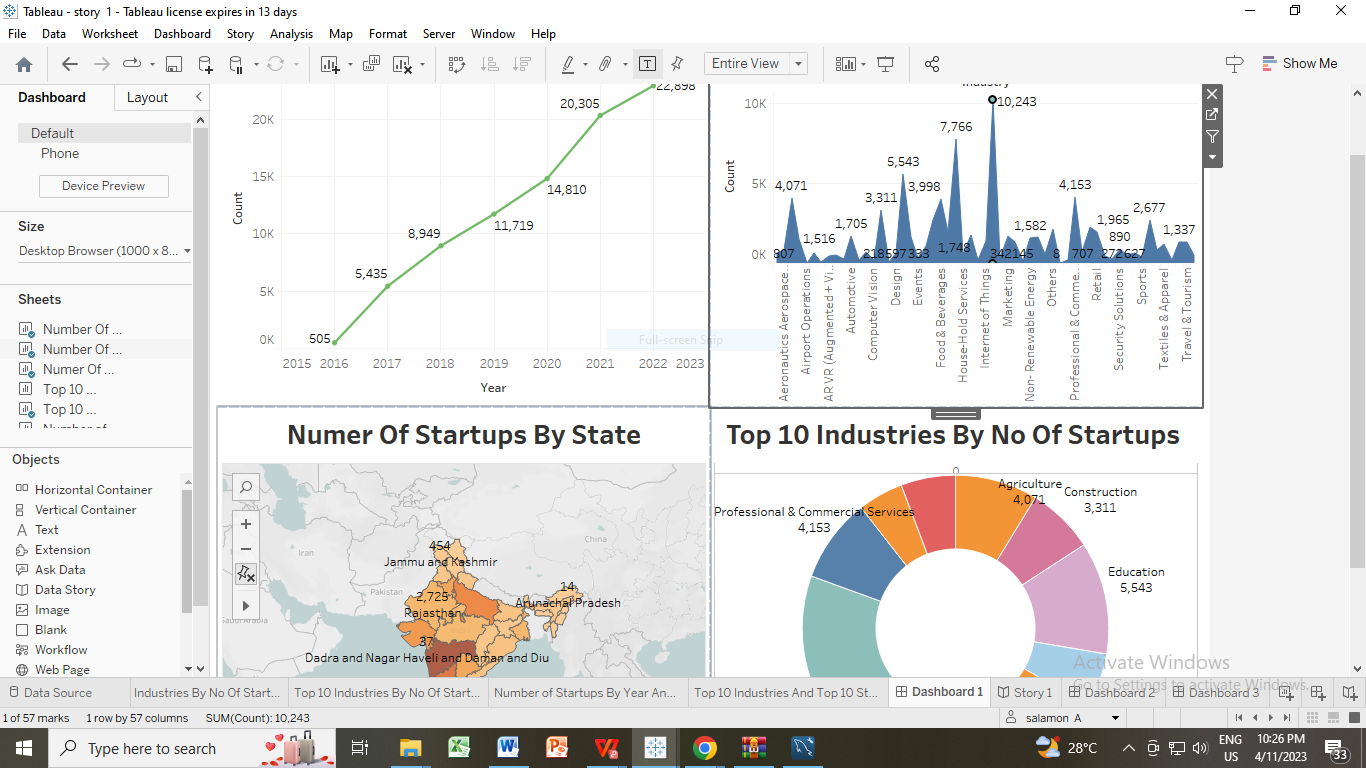 Tableau - story  1 - Tableau license expires in 13 days
File Data Worksheet Dashboard Story Analysis Map Format Server Window Help
Entire View
Show Me
Dashboard Layout
Default
Phone
Device Preview
Size
Desktop Browser (1000 x 8...
Sheets
Number Of ...
Number Of ...
Numer Of ...
Top 10 ...
Top 10 ...
Number of
Objects
Horizontal Container
Vertical Container
Text
Extension
Ask Data
Data Story
Image
Blank
Workflow
Web Page
22,898
20,305
20K
15K
14,810
Count
11,719
10K
8,949
5,435
5K
505
0K
Full-screen Snip
2015 2016 2017 2018 2019 2020 2021 2022 2023
Year
Industry
10K
10,243
7,766
Count
5,543
5K
4,071
3,311
3,998
4,153
1,516
1,705
1,582
1,965
2,677
890
1,337
0K
807
1,748
8
707
Aeronautics Aerospace..
Airport Operations
AR VR (Augmented + Vi..
Automotive
Computer Vision
Design
Events
Food & Beverages
House-Hold Services
Internet of Things
Marketing
Non- Renewable Energy
Others
Professional & Comme..
Retail
Security Solutions
Sports
Textiles & Apparel
Travel & Tourism
Numer Of Startups By State
Iran
China
Pakistan
Saudi Arabia
454
Jammu and Kashmir
2,725
Rajasthan
14
Arunachal Pradesh
37
Dadra and Nagar Haveli and Daman and Diu
Top 10 Industries By No Of Startups
0
Agriculture
4,071
Construction
3,311
Professional & Commercial Services
4,153
Education
5,543
Activate Windows
Go to Settings to activate Windows.
Data Source
Industries By No Of Start...
Top 10 Industries By No Of Start...
Number of Startups By Year An...
Top 10 Industries And Top 10 St...
Dashboard 1
Story 1
Dashboard 2
Dashboard 3
1 of 57 marks 1 row by 57 columns SUM(Count): 10,243
salamon A
Type here to search
28°C
ENG
US
10:26 PM
4/11/2023
33